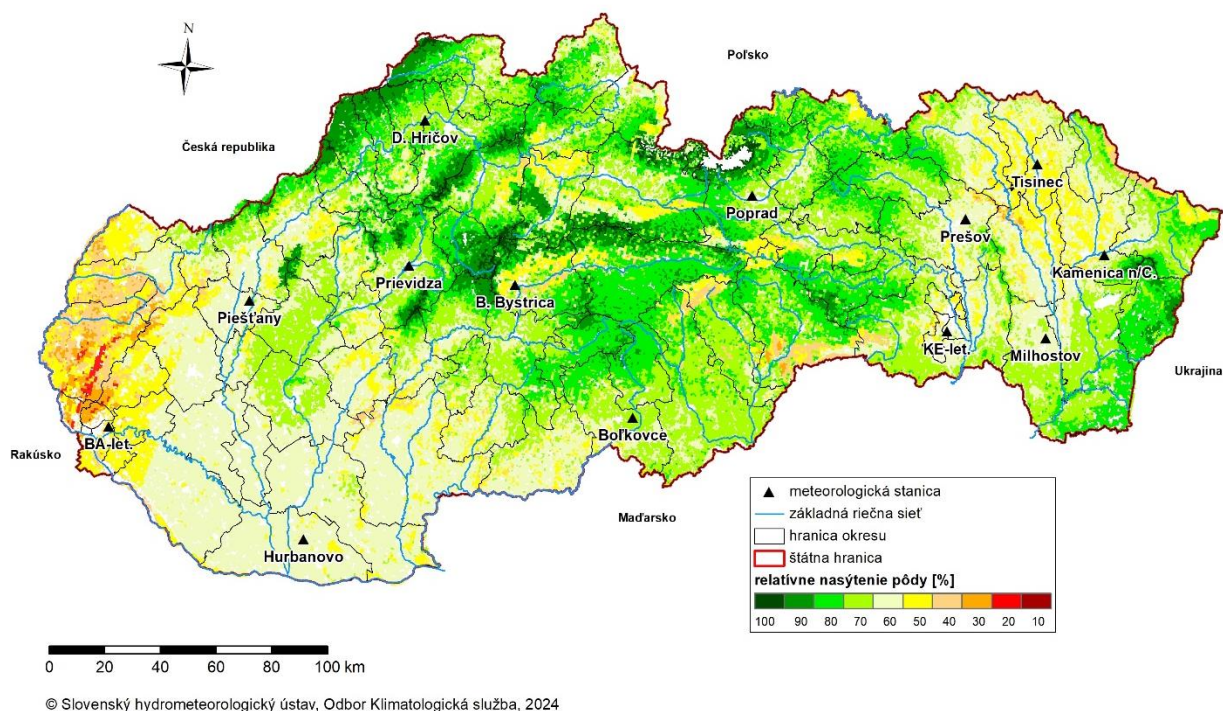 N
Poľsko
Česká republika
D. Hričov
Tisinec
Poprad
Prešov
Kamenica n/C.
Prievidza
B. Bystrica
Piešťany
KE-let.
Milhostov
Ukrajina
Boľkovce
BA-let.
Rakúsko
Maďarsko
Hurbanovo
meteorologická stanica
základná riečna sieť
hranica okresu
štátna hranica
relatívne nasýtenie pôdy [%]
100 90 80 70 60 50 40 30 20 10
0 20 40 60 80 100 km
© Slovenský hydrometeorologický ústav, Odbor Klimatologická služba, 2024